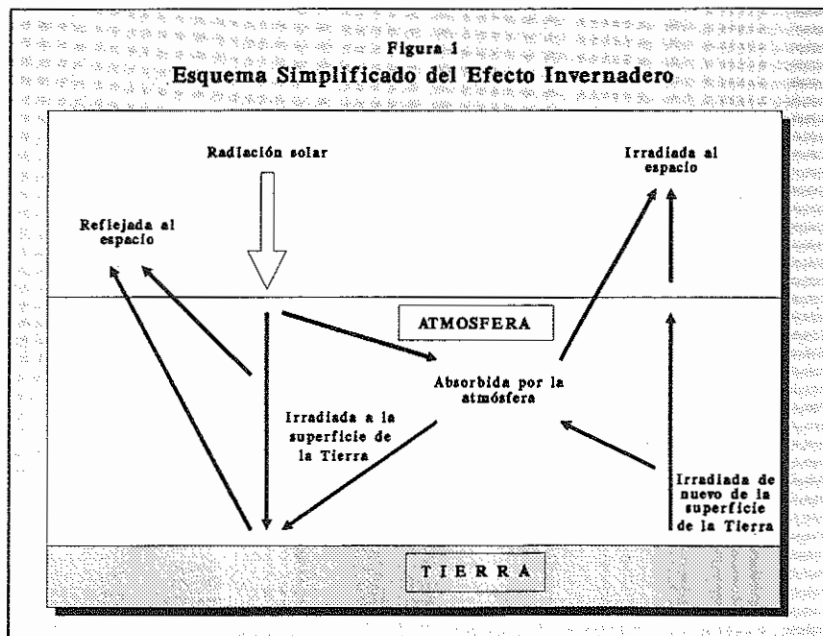 Figura 1
Esquema Simplificado del Efecto Invernadero
Radiación solar
Irradiada al
espacio
Reflejada al
espacio
ATMOSFERA
Absorbida por la
atmósfera
Irradiada a la
superficie de
la Tierra
Irradiada de
nuevo de la
superficie
de la Tierra
TIERRA